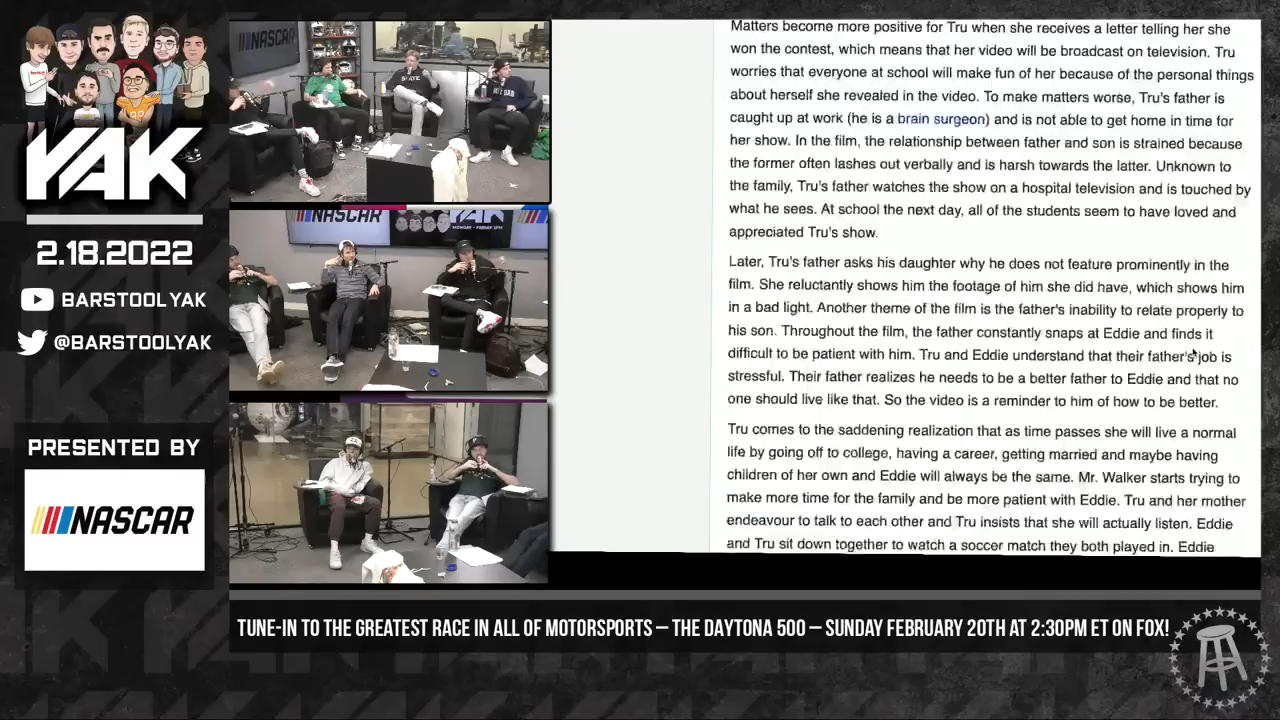 YAK
2.18.2022
BARSTOOLYAK
@BARSTOOLYAK
PRESENTED BY
NASCAR
NASCAR
NASCAR
YAK
MONDAY - FRIDAY 1PM
Matters become more positive for Tru when she receives a letter telling her she
won the contest, which means that her video will be broadcast on television. Tru
worries that everyone at school will make fun of her because of the personal things
about herself she revealed in the video. To make matters worse, Tru's father is
caught up at work (he is a brain surgeon) and is not able to get home in time for
her show. In the film, the relationship between father and son is strained because
the former often lashes out verbally and is harsh towards the latter. Unknown to
the family, Tru's father watches the show on a hospital television and is touched by
what he sees. At school the next day, all of the students seem to have loved and
appreciated Tru's show.
Later, Tru's father asks his daughter why he does not feature prominently in the
film. She reluctantly shows him the footage of him she did have, which shows him
in a bad light. Another theme of the film is the father's inability to relate properly to
his son. Throughout the film, the father constantly snaps at Eddie and finds it
difficult to be patient with him. Tru and Eddie understand that their father's job is
stressful. Their father realizes he needs to be a better father to Eddie and that no
one should live like that. So the video is a reminder to him of how to be better.
Tru comes to the saddening realization that as time passes she will live a normal
life by going off to college, having a career, getting married and maybe having
children of her own and Eddie will always be the same. Mr. Walker starts trying to
make more time for the family and be more patient with Eddie. Tru and her mother
endeavour to talk to each other and Tru insists that she will actually listen. Eddie
and Tru sit down together to watch a soccer match they both played in. Eddie
TUNE-IN TO THE GREATEST RACE IN ALL OF MOTORSPORTS – THE DAYTONA 500 – SUNDAY FEBRUARY 20TH AT 2:30PM ET ON FOX!